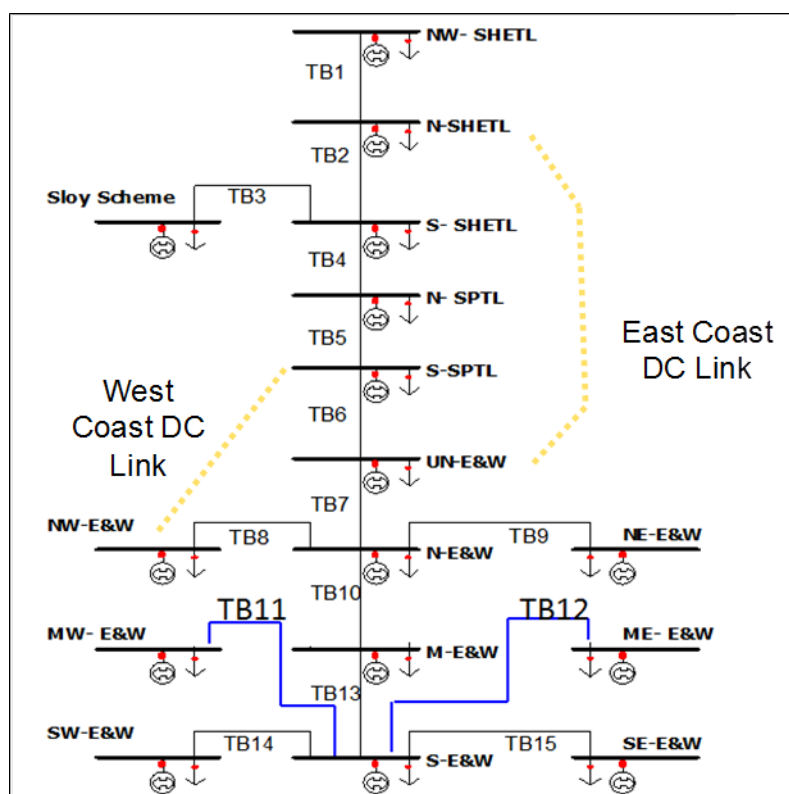 NW- SHETL
TB1
N-SHETL
TB2
Sloy Scheme
TB3
S- SHETL
TB4
N- SPTL
TB5
East Coast
DC Link
S-SPTL
West
Coast DC
Link
TB6
UN-E&W
TB7
NW-E&W
TB8
N-E&W
TB9
NE-E&W
TB10
TB11
TB12
MW- E&W
M-E&W
ME- E&W
TB13
SW-E&W
TB14
S-E&W
TB15
SE-E&W